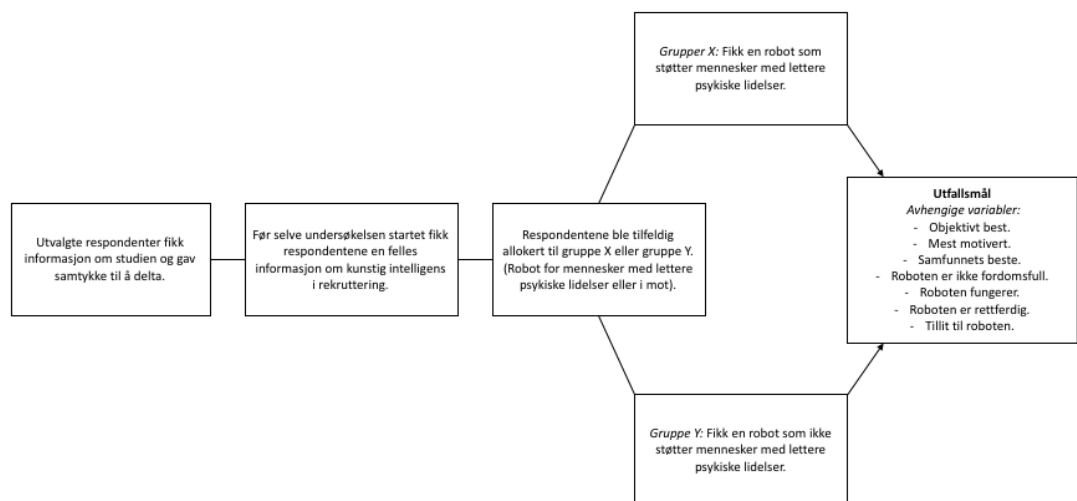 Utvalgte respondenter fikk
informasjon om studien og gav
samtykke til å delta.
Før selve undersøkelsen startet fikk
respondentene en felles
informasjon om kunstig intelligens
i rekruttering.
Respondentene ble tilfeldig
allokert til gruppe X eller gruppe Y.
(Robot for mennesker med lettere
psykiske lidelser eller i mot).
Grupper X: Fikk en robot som
støtter mennesker med lettere
psykiske lidelser.
Gruppe Y: Fikk en robot som ikke
støtter mennesker med lettere
psykiske lidelser.
Utfallsmål
Avhengige variabler:
- Objektivt best.
- Mest motivert.
- Samfunnets beste.
- Roboten er ikke fordomsfull.
- Roboten fungerer.
- Roboten er rettferdig.
- Tillit til roboten.